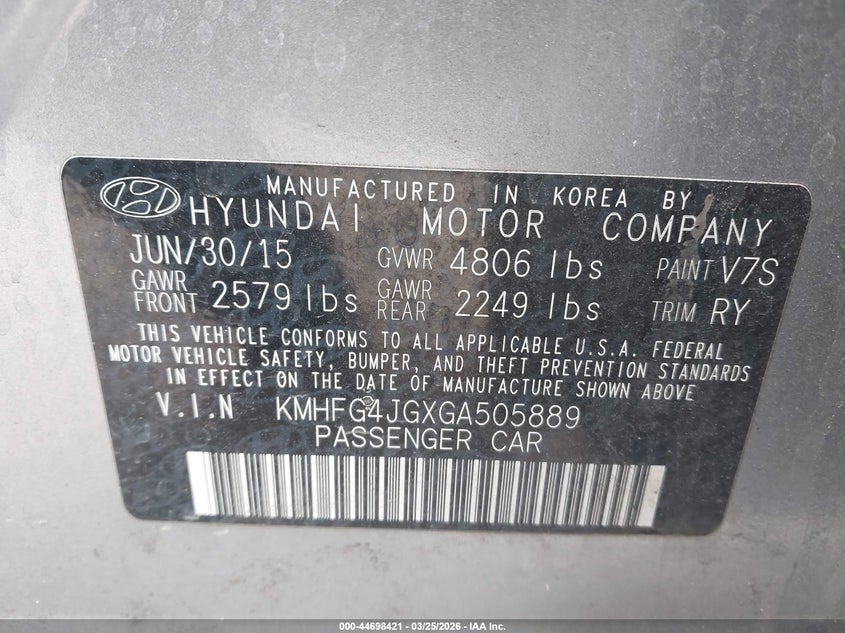 MANUFACTURED IN KOREA BY
HYUNDAI MOTOR COMPANY
JUN/30/15 GVWR 4806 lbs PAINT V7S
GAWR FRONT 2579 lbs GAWR REAR 2249 lbs TRIM RY
THIS VEHICLE CONFORMS TO ALL APPLICABLE U.S.A. FEDERAL
MOTOR VEHICLE SAFETY, BUMPER, AND THEFT PREVENTION STANDARDS
IN EFFECT ON THE DATE OF MANUFACTURE SHOWN ABOVE
V.I.N KMHFG4JGXGA505889
PASSENGER CAR
000-44698421 - 03/25/2026 - IAA Inc.